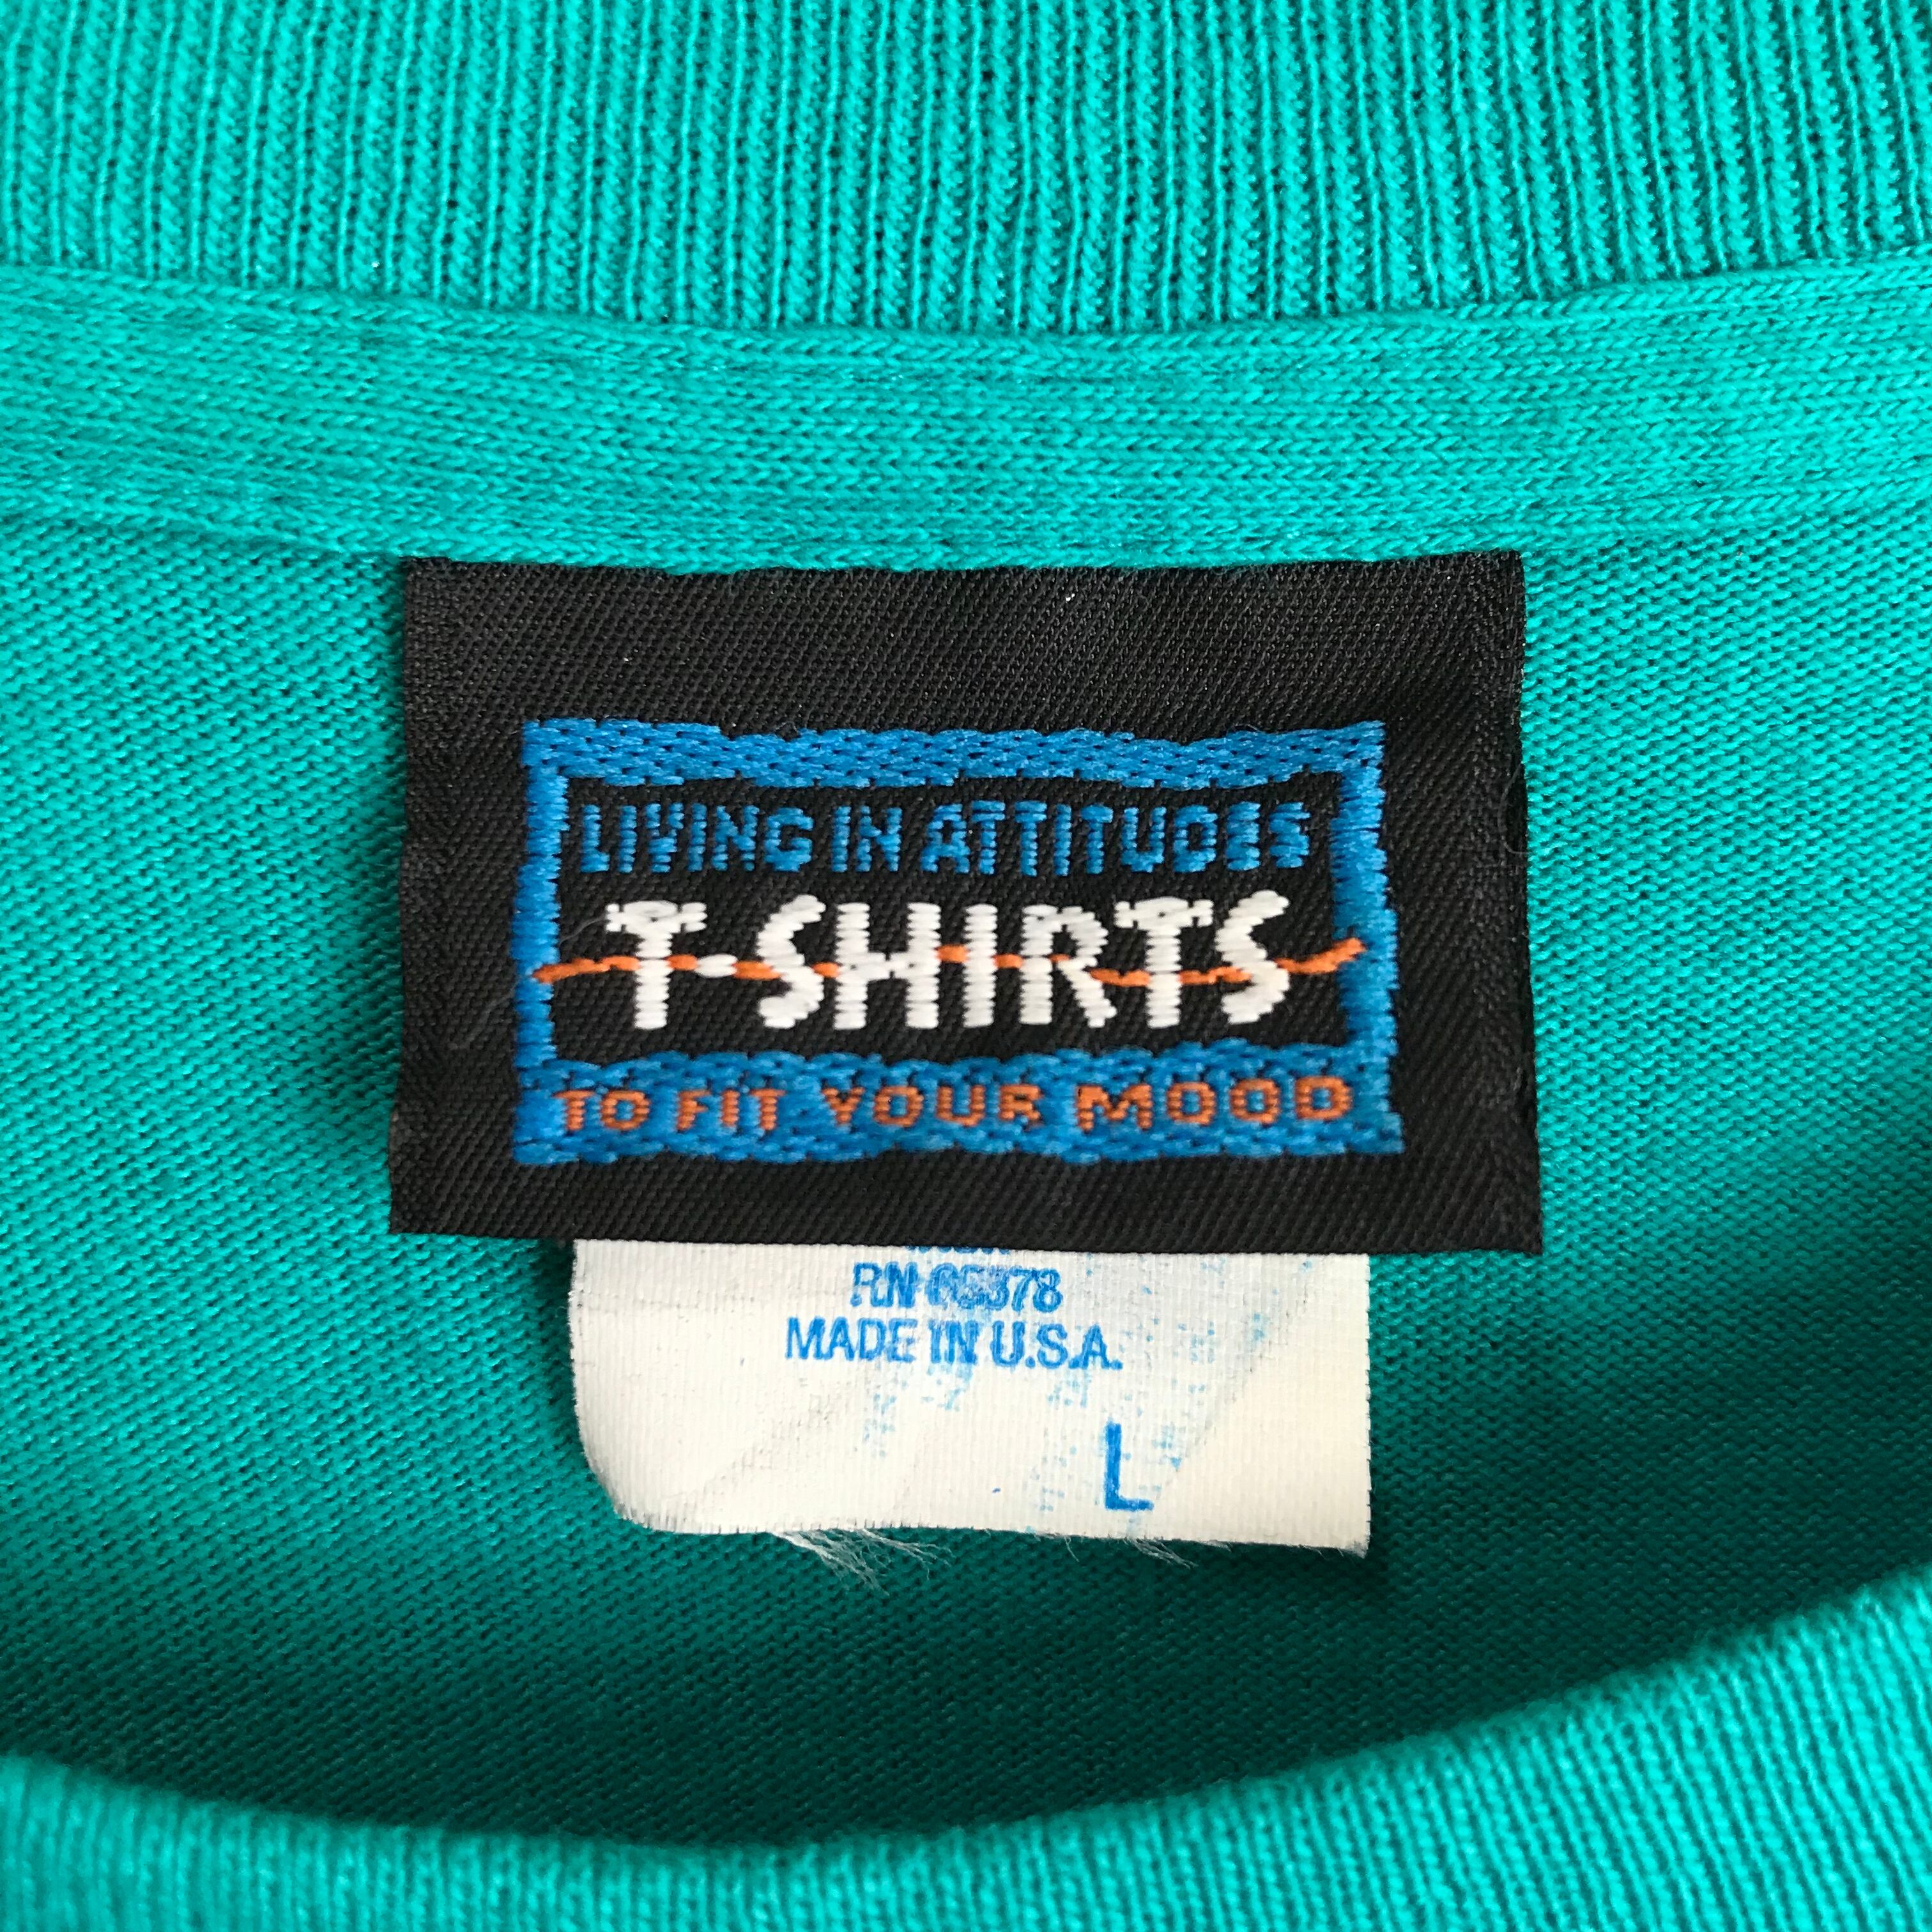 LIVING IN ATTITUDES
T-SHIRTS
TO FIT YOUR MOOD
MADE IN U.S.A.
L